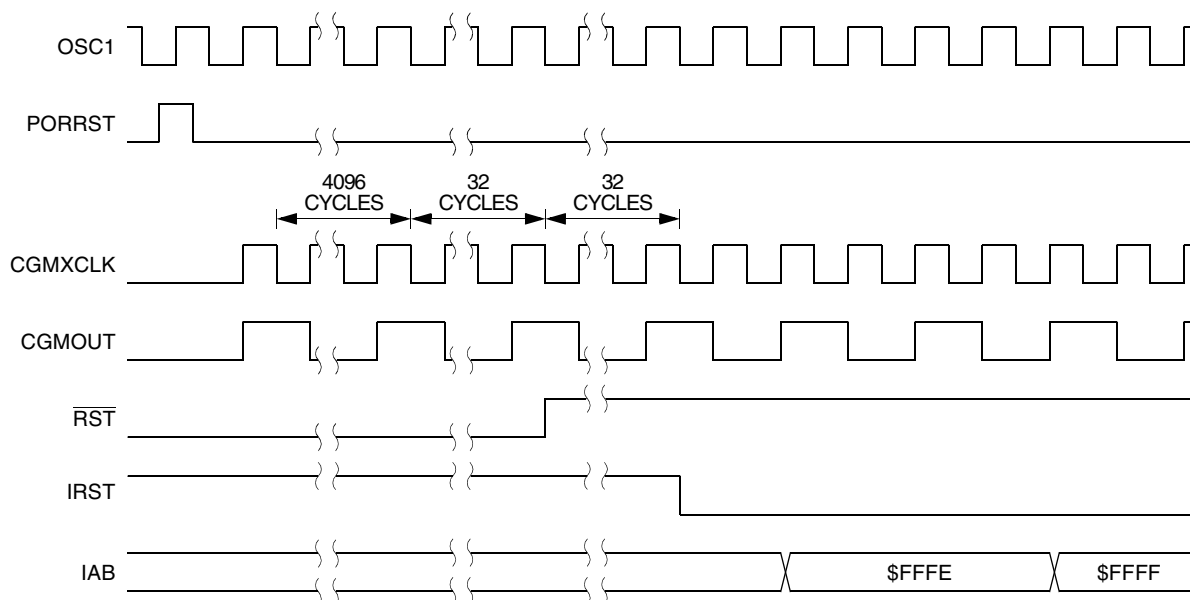 OSC1
PORRST
4096
CYCLES
32
CYCLES
32
CYCLES
CGMXCLK
CGMOUT
RST
IRST
IAB
$FFFE
$FFFF